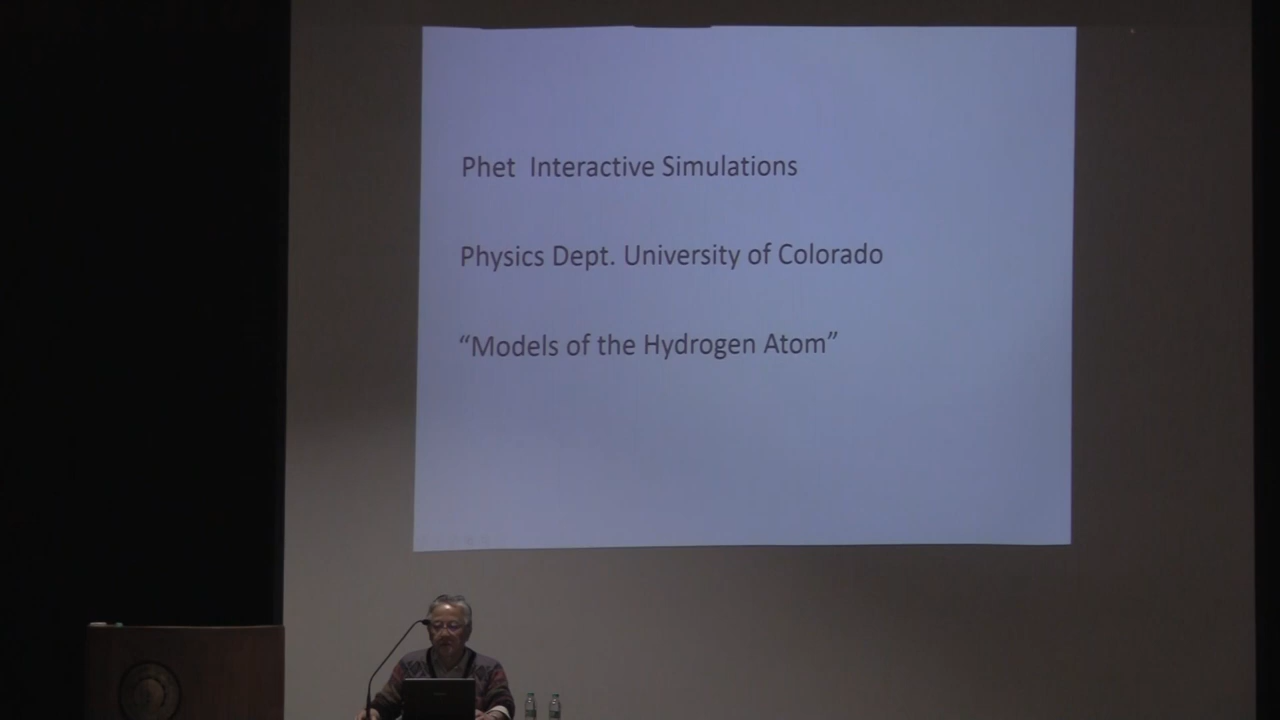 Phet Interactive Simulations
Physics Dept. University of Colorado
“Models of the Hydrogen Atom”